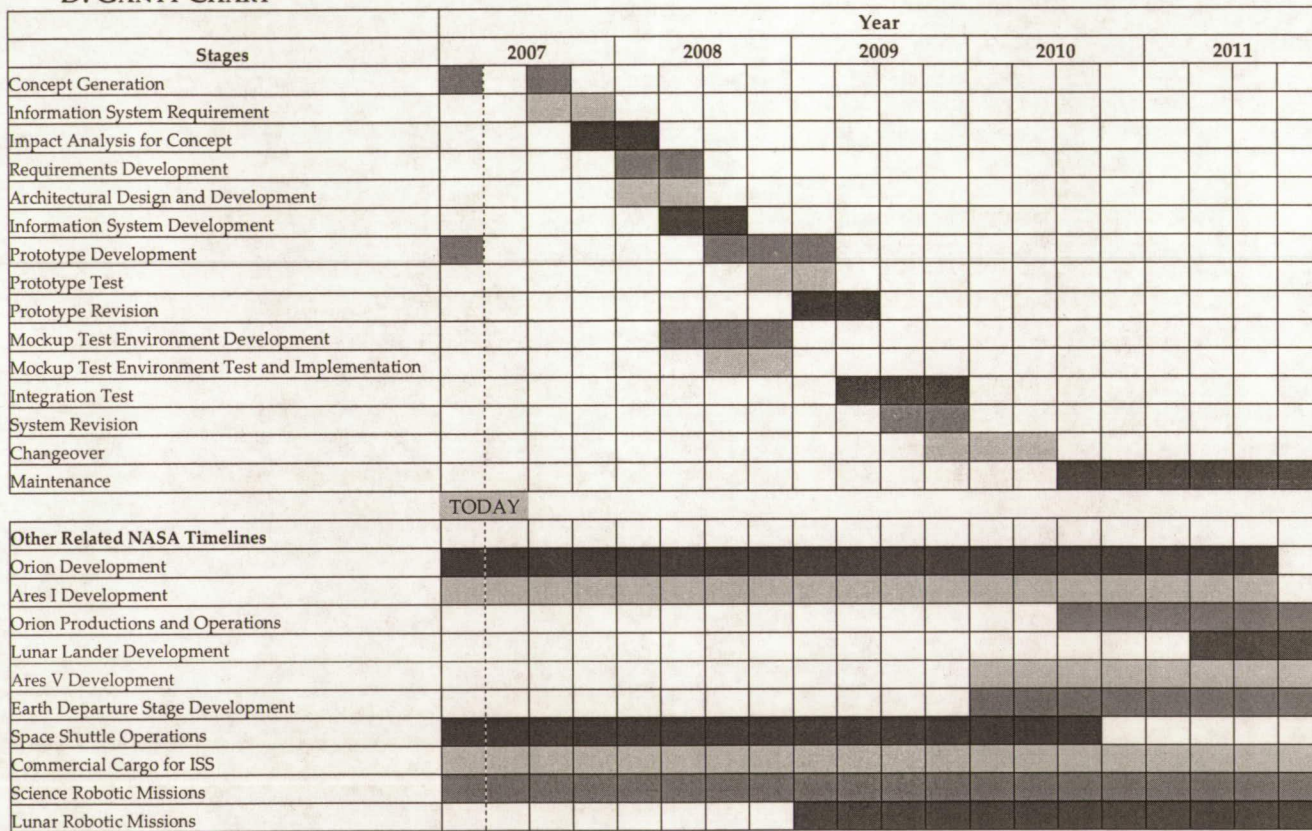 D. GANTT CHART
Year
Stages 2007 2008 2009 2010 2011
Concept Generation
Information System Requirement
Impact Analysis for Concept
Requirements Development
Architectural Design and Development
Information System Development
Prototype Development
Prototype Test
Prototype Revision
Mockup Test Environment Development
Mockup Test Environment Test and Implementation
Integration Test
System Revision
Changeover
Maintenance
TODAY
Other Related NASA Timelines
Orion Development
Ares I Development
Orion Productions and Operations
Lunar Lander Development
Ares V Development
Earth Departure Stage Development
Space Shuttle Operations
Commercial Cargo for ISS
Science Robotic Missions
Lunar Robotic Missions